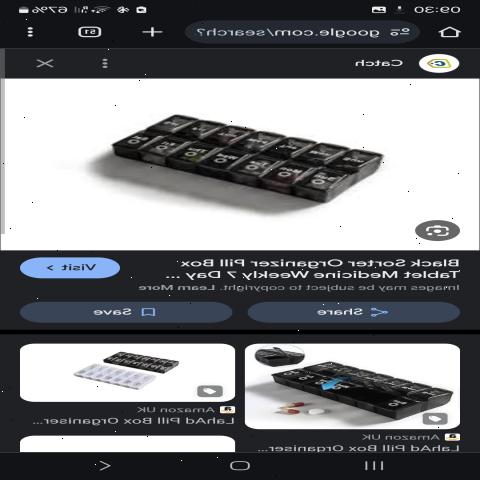 09:30
67%
google.com/search?
51
Catch
Black Sorter Organizer Pill Box
Tablet Medicine Weekly 7 Day ...
Visit >
Images may be subject to copyright. Learn More
Share
Save
Amazon UK
LahAd Pill Box Organiser...
Amazon UK
LahAd Pill Box Organiser...